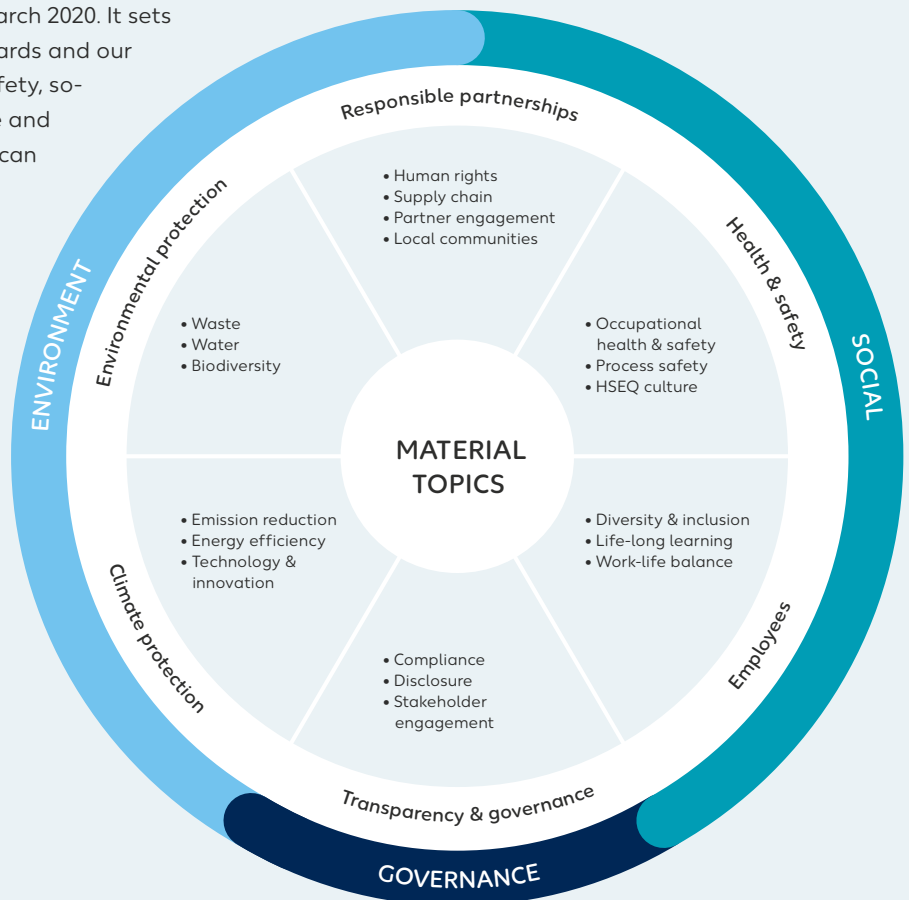 arch 2020. It sets
ards and our
fety, so-
e and
can
Responsible partnerships
• Human rights
• Supply chain
• Partner engagement
• Local communities
Environmental protection
Health & safety
ENVIRONMENT
SOCIAL
• Waste
• Water
• Biodiversity
• Occupational
health & safety
• Process safety
• HSEQ culture
MATERIAL
TOPICS
• Emission reduction
• Energy efficiency
• Technology &
innovation
• Diversity & inclusion
• Life-long learning
• Work-life balance
Climate protection
Employees
• Compliance
• Disclosure
• Stakeholder
engagement
Transparency & governance
GOVERNANCE